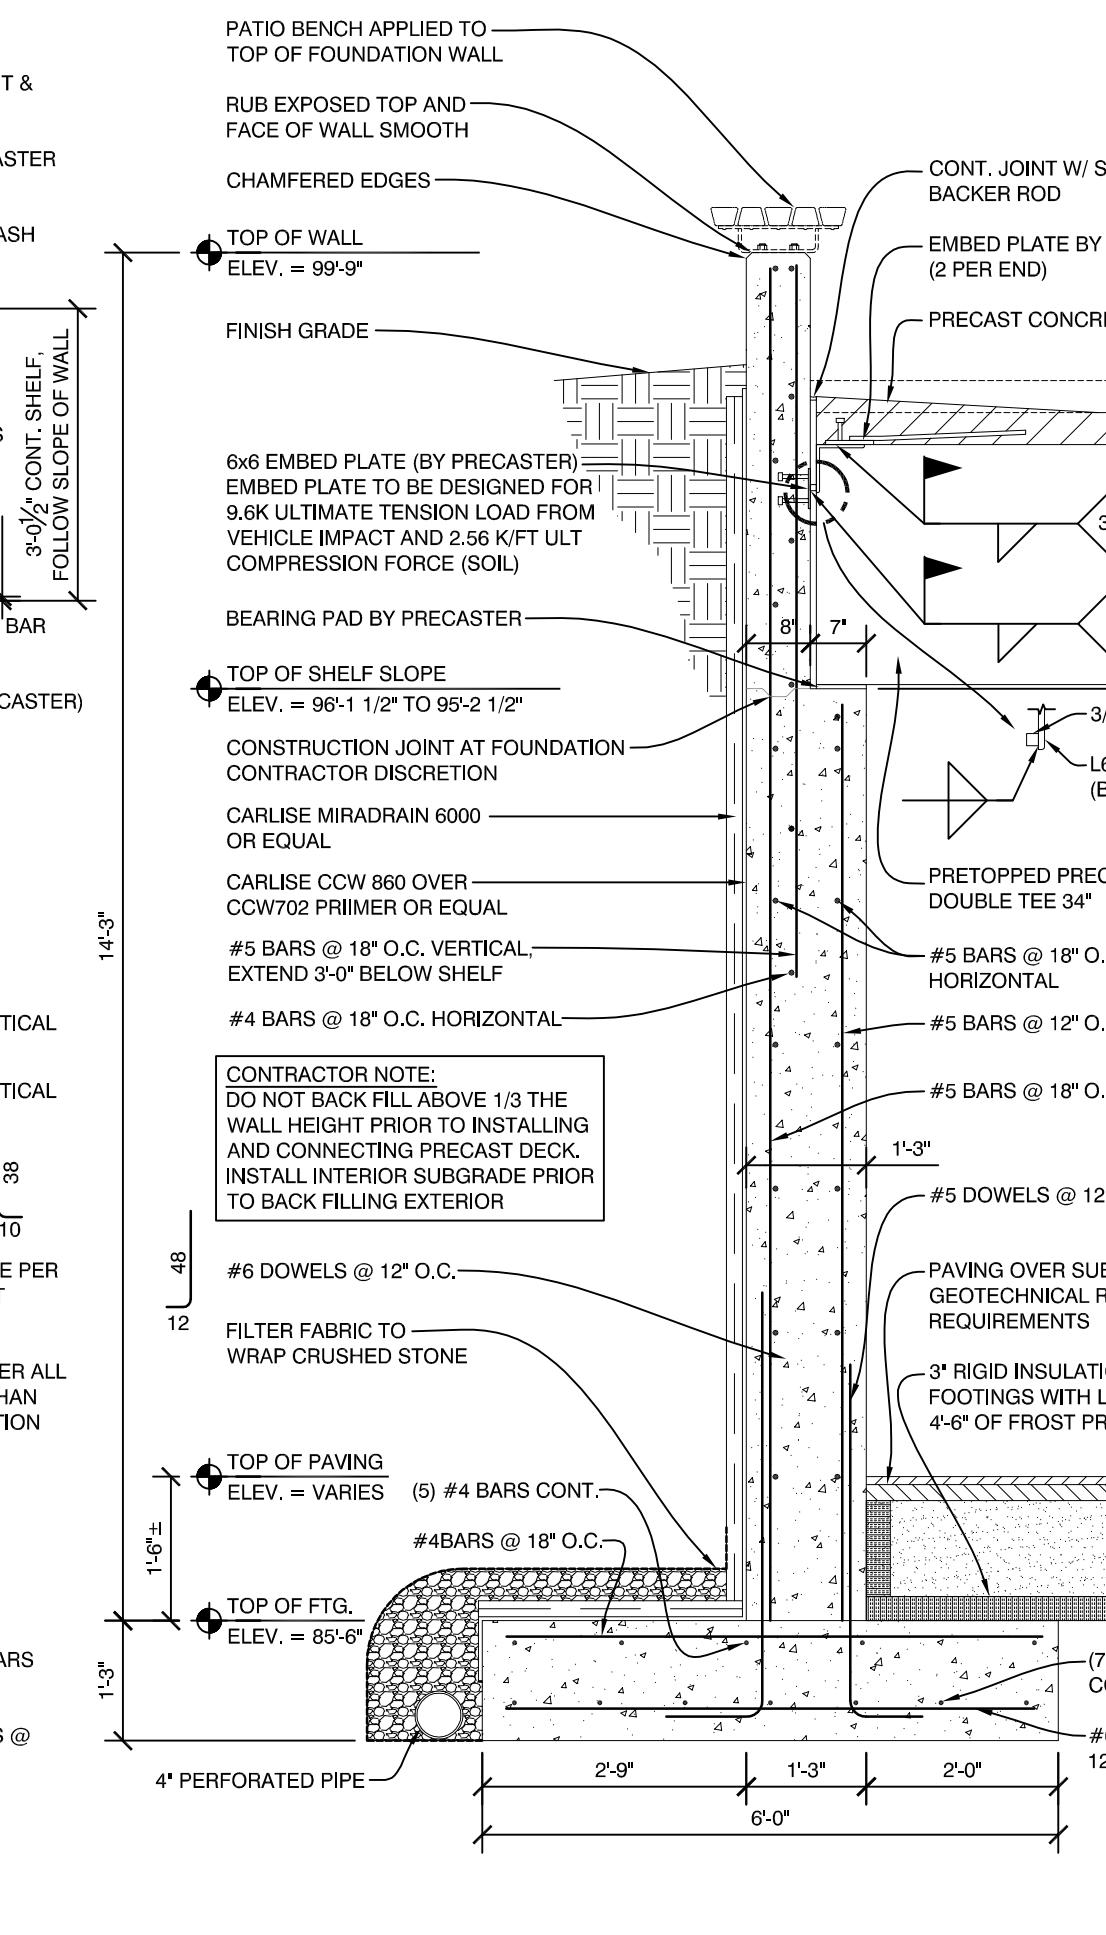 PATIO BENCH APPLIED TO
TOP OF FOUNDATION WALL
RUB EXPOSED TOP AND
FACE OF WALL SMOOTH
CHAMFERED EDGES
TOP OF WALL
ELEV. = 99'-9"
FINISH GRADE
6x6 EMBED PLATE (BY PRECASTER)
EMBED PLATE TO BE DESIGNED FOR
9.6K ULTIMATE TENSION LOAD FROM
VEHICLE IMPACT AND 2.56 K/FT ULT
COMPRESSION FORCE (SOIL)
BEARING PAD BY PRECASTER
TOP OF SHELF SLOPE
ELEV. = 96'-1 1/2" TO 95'-2 1/2"
CONSTRUCTION JOINT AT FOUNDATION
CONTRACTOR DISCRETION
CARLISE MIRADRAIN 6000
OR EQUAL
CARLISE CCW 860 OVER
CCW702 PRIIMER OR EQUAL
#5 BARS @ 18" O.C. VERTICAL,
EXTEND 3'-0" BELOW SHELF
#4 BARS @ 18" O.C. HORIZONTAL
CONTRACTOR NOTE:
DO NOT BACK FILL ABOVE 1/3 THE
WALL HEIGHT PRIOR TO INSTALLING
AND CONNECTING PRECAST DECK.
INSTALL INTERIOR SUBGRADE PRIOR
TO BACK FILLING EXTERIOR
48
12
#6 DOWELS @ 12" O.C.
FILTER FABRIC TO
WRAP CRUSHED STONE
TOP OF PAVING
ELEV. = VARIES
(5) #4 BARS CONT.
#4BARS @ 18" O.C.
TOP OF FTG.
ELEV. = 85'-6"
4" PERFORATED PIPE
T &
ASTER
ASH
3'-0 1/2" CONT. SHELF,
FOLLOW SLOPE OF WALL
S
BAR
CASTER)
14'-3"
TICAL
TICAL
38
10
E PER
T
ER ALL
HAN
TION
1'-6"±
1'-3"
ARS
S @
8"
7"
1'-3"
2'-9"
1'-3"
2'-0"
6'-0"
CONT. JOINT W/ S
BACKER ROD
EMBED PLATE BY
(2 PER END)
PRECAST CONCRE
3
3/
L6
(B
PRETOPPED PREC
DOUBLE TEE 34"
#5 BARS @ 18" O.
HORIZONTAL
#5 BARS @ 12" O.
#5 BARS @ 18" O.
#5 DOWELS @ 12
PAVING OVER SUB
GEOTECHNICAL R
REQUIREMENTS
3" RIGID INSULATIO
FOOTINGS WITH L
4'-6" OF FROST PR
(7
CO
#
12